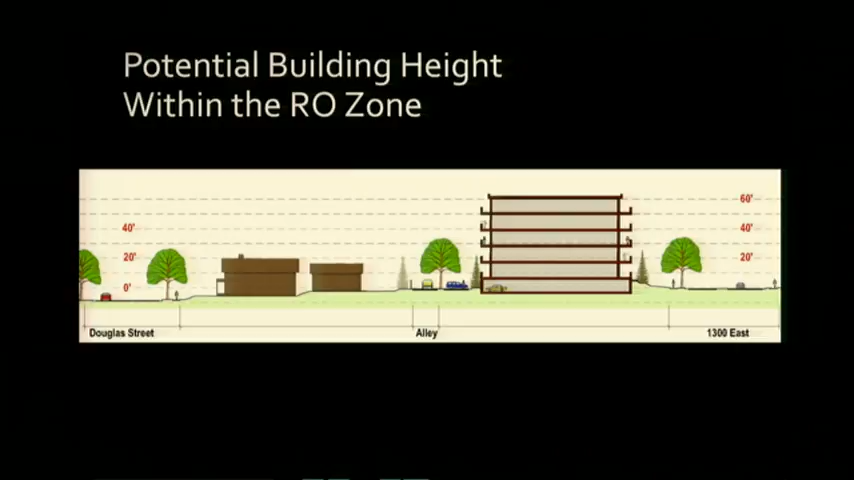 Potential Building Height
Within the RO Zone
60'
40'
40'
20'
20'
0'
Douglas Street
Alley
1300 East